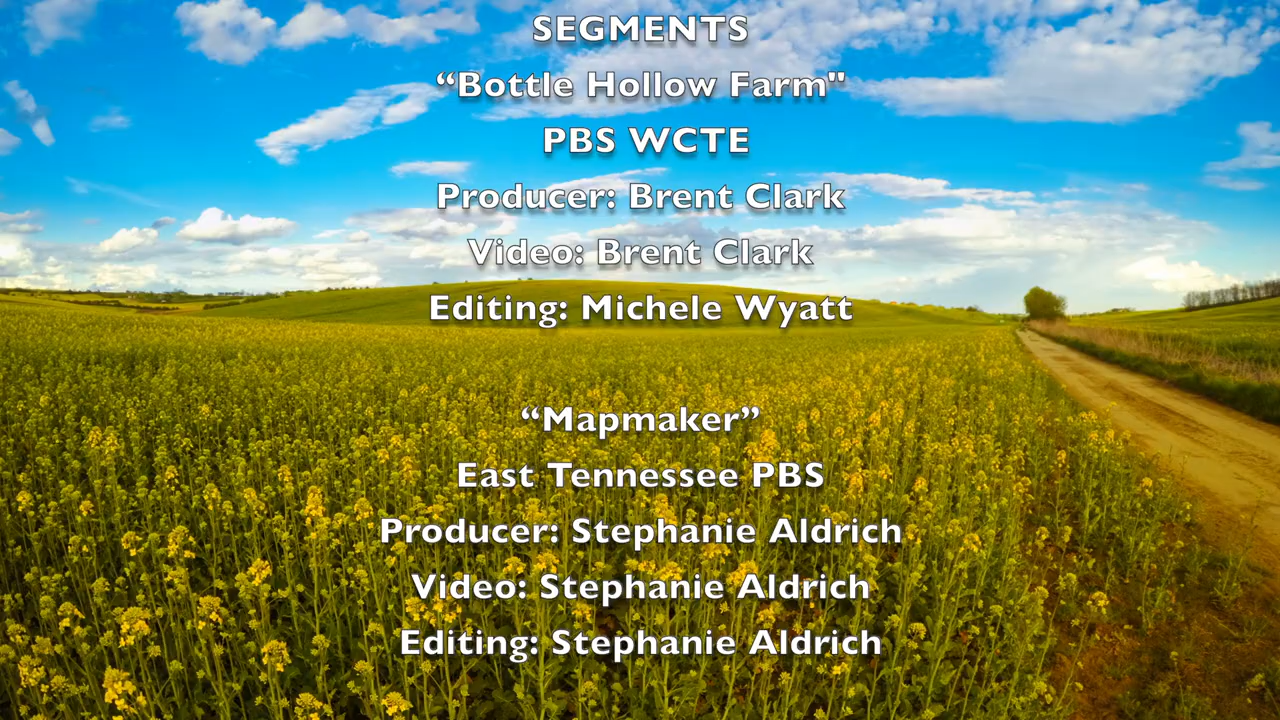 SEGMENTS
“Bottle Hollow Farm"
PBS WCTE
Producer: Brent Clark
Video: Brent Clark
Editing: Michele Wyatt
“Mapmaker”
East Tennessee PBS
Producer: Stephanie Aldrich
Video: Stephanie Aldrich
Editing: Stephanie Aldrich